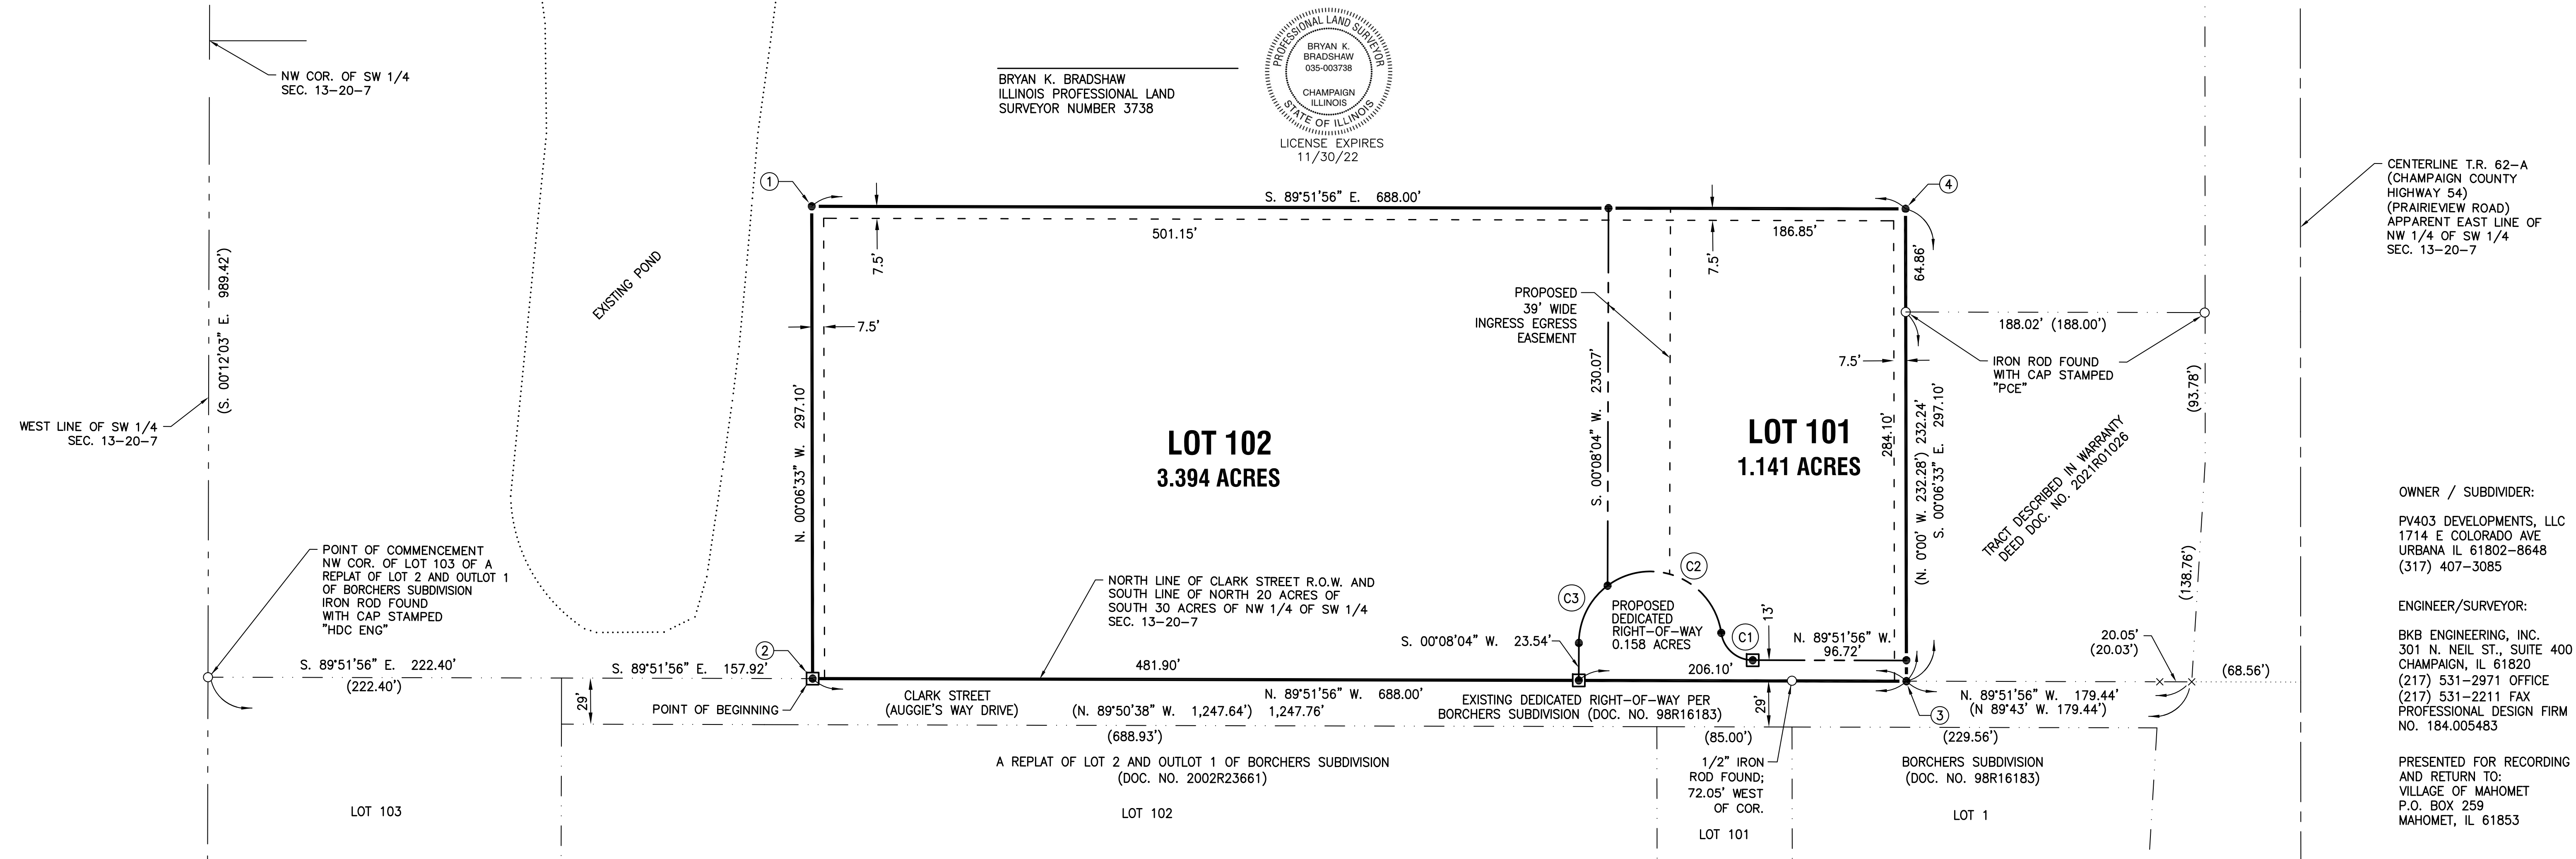 NW COR. OF SW 1/4
SEC. 13-20-7
BRYAN K. BRADSHAW
ILLINOIS PROFESSIONAL LAND
SURVEYOR NUMBER 3738
PROFESSIONAL LAND SURVEYOR
BRYAN K.
BRADSHAW
035-003738
CHAMPAIGN
ILLINOIS
STATE OF ILLINOIS
LICENSE EXPIRES
11/30/22
CENTERLINE T.R. 62-A
(CHAMPAIGN COUNTY
HIGHWAY 54)
(PRAIRIEVIEW ROAD)
APPARENT EAST LINE OF
NW 1/4 OF SW 1/4
SEC. 13-20-7
1
S. 89°51'56" E. 688.00'
4
501.15'
186.85'
7.5'
7.5'
64.86'
(S. 00°12'03" E. 989.42')
EXISTING POND
7.5'
PROPOSED
39' WIDE
INGRESS EGRESS
EASEMENT
188.02' (188.00')
7.5'
IRON ROD FOUND
WITH CAP STAMPED
"PCE"
(93.78')
WEST LINE OF SW 1/4
SEC. 13-20-7
N. 00°06'33" W. 297.10'
S. 00°08'04" W. 230.07'
LOT 102
3.394 ACRES
LOT 101
1.141 ACRES
284.10'
(N. 0°00' W. 232.28') 232.24'
S. 00°06'33" E. 297.10'
TRACT DESCRIBED IN WARRANTY
DEED DOC. NO. 2021R01026
(138.76')
OWNER / SUBDIVIDER:
PV403 DEVELOPMENTS, LLC
1714 E COLORADO AVE
URBANA IL 61802-8648
(317) 407-3085
ENGINEER/SURVEYOR:
BKB ENGINEERING, INC.
301 N. NEIL ST., SUITE 400
CHAMPAIGN, IL 61820
(217) 531-2971 OFFICE
(217) 531-2211 FAX
PROFESSIONAL DESIGN FIRM
NO. 184.005483
PRESENTED FOR RECORDING
AND RETURN TO:
VILLAGE OF MAHOMET
P.O. BOX 259
MAHOMET, IL 61853
POINT OF COMMENCEMENT
NW COR. OF LOT 103 OF A
REPLAT OF LOT 2 AND OUTLOT 1
OF BORCHERS SUBDIVISION
IRON ROD FOUND
WITH CAP STAMPED
"HDC ENG"
NORTH LINE OF CLARK STREET R.O.W. AND
SOUTH LINE OF NORTH 20 ACRES OF
SOUTH 30 ACRES OF NW 1/4 OF SW 1/4
SEC. 13-20-7
C3
C2
PROPOSED
DEDICATED
RIGHT-OF-WAY
0.158 ACRES
C1
13'
N. 89°51'56" W.
96.72'
S. 00°08'04" W. 23.54'
20.05'
(20.03')
(68.56')
S. 89°51'56" E. 222.40'
(222.40')
S. 89°51'56" E. 157.92'
2
481.90'
206.10'
29'
POINT OF BEGINNING
CLARK STREET
(AUGGIE'S WAY DRIVE)
N. 89°51'56" W. 688.00'
(N. 89°50'38" W. 1,247.64') 1,247.76'
EXISTING DEDICATED RIGHT-OF-WAY PER
BORCHERS SUBDIVISION (DOC. NO. 98R16183)
29'
3
N. 89°51'56" W. 179.44'
(N 89°43' W. 179.44')
(688.93')
(85.00')
(229.56')
A REPLAT OF LOT 2 AND OUTLOT 1 OF BORCHERS SUBDIVISION
(DOC. NO. 2002R23661)
1/2" IRON
ROD FOUND;
72.05' WEST
OF COR.
BORCHERS SUBDIVISION
(DOC. NO. 98R16183)
LOT 103
LOT 102
LOT 101
LOT 1